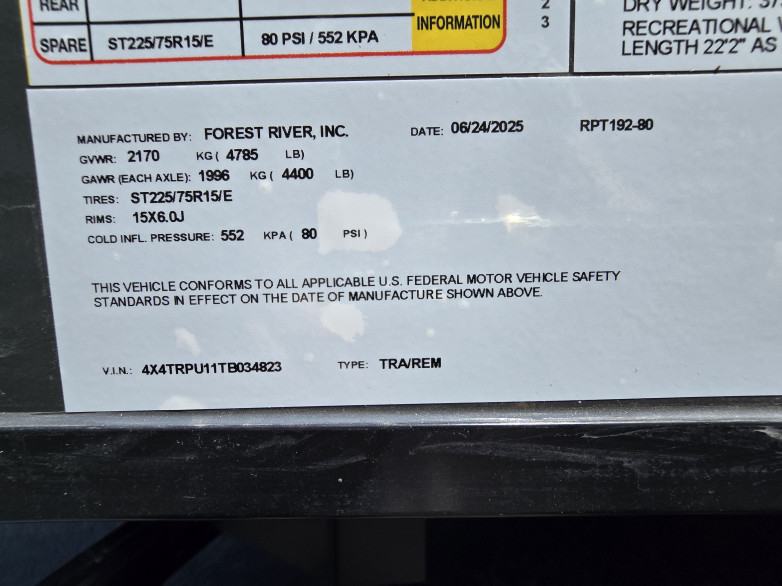 REAR
SPARE ST225/75R15/E 80 PSI / 552 KPA
INFORMATION
2
3
DRY WEIGHT:
RECREATIONAL
LENGTH 22'2" AS
MANUFACTURED BY: FOREST RIVER, INC. DATE: 06/24/2025 RPT192-80
GVWR: 2170 KG ( 4785 LB)
GAWR (EACH AXLE): 1996 KG ( 4400 LB)
TIRES: ST225/75R15/E
RIMS: 15X6.0J
COLD INFL. PRESSURE: 552 KPA ( 80 PSI )
THIS VEHICLE CONFORMS TO ALL APPLICABLE U.S. FEDERAL MOTOR VEHICLE SAFETY
STANDARDS IN EFFECT ON THE DATE OF MANUFACTURE SHOWN ABOVE.
V.I.N.: 4X4TRPU11TB034823 TYPE: TRA/REM